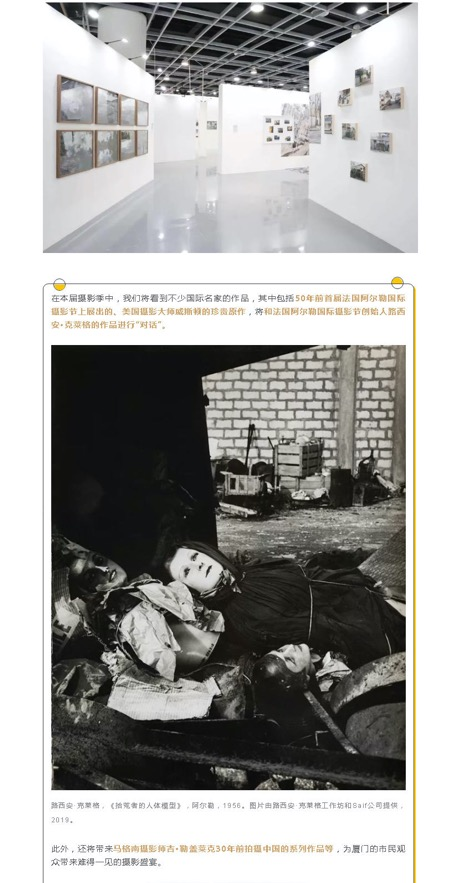 在本届摄影季中，我们将看到不少国际名家的作品，其中包括50年前首届法国阿尔勒国际
摄影节上展出的、美国摄影大师威斯顿的珍贵原作，将和法国阿尔勒国际摄影节创始人路西
安·克莱格的作品进行“对话”。
路西安·克莱格，《拾荒者的人体模型》，阿尔勒，1956。图片由路西安·克莱格工作坊和Saif公司提供，
2019。
此外，还将带来马格南摄影师吉·勒盖莱克30年前拍摄中国的系列作品等，为厦门的市民观
众带来难得一见的摄影盛宴。